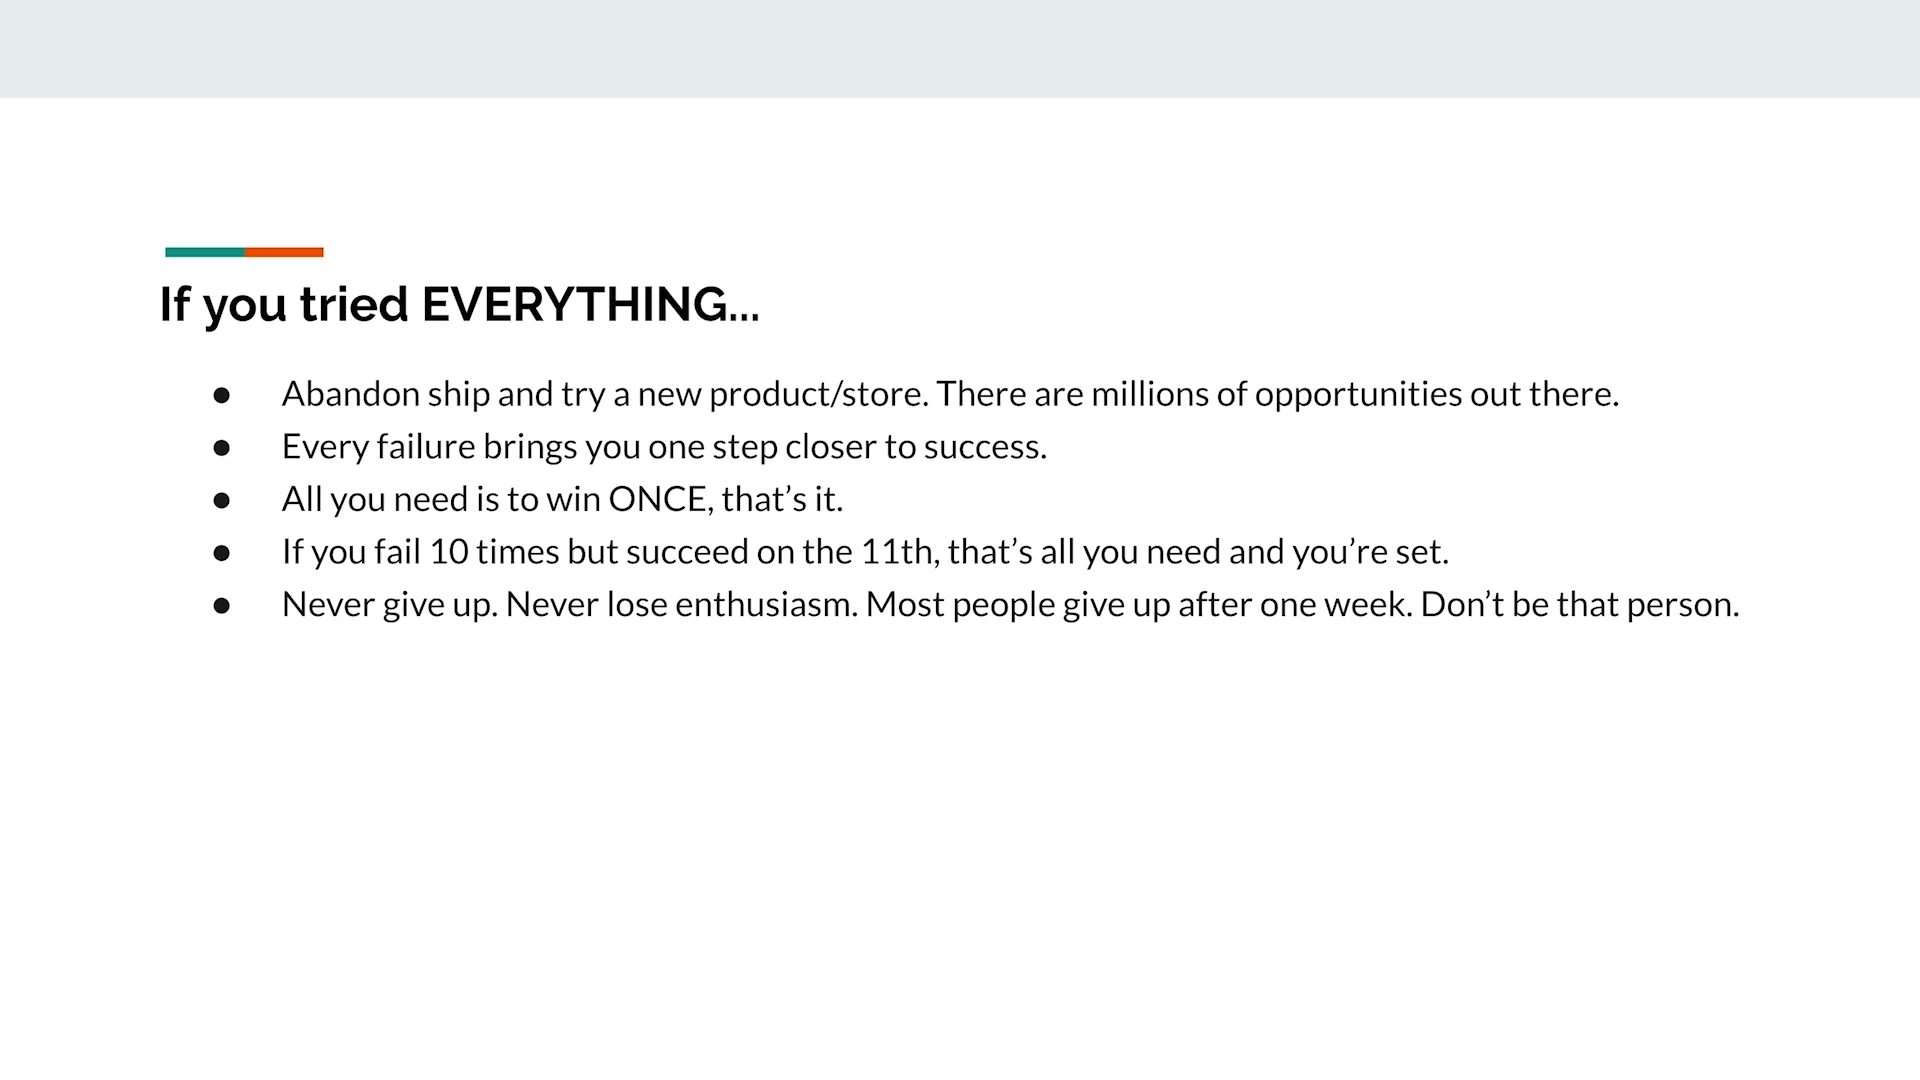 If you tried EVERYTHING...
● Abandon ship and try a new product/store. There are millions of opportunities out there.
● Every failure brings you one step closer to success.
● All you need is to win ONCE, that’s it.
● If you fail 10 times but succeed on the 11th, that’s all you need and you’re set.
● Never give up. Never lose enthusiasm. Most people give up after one week. Don’t be that person.